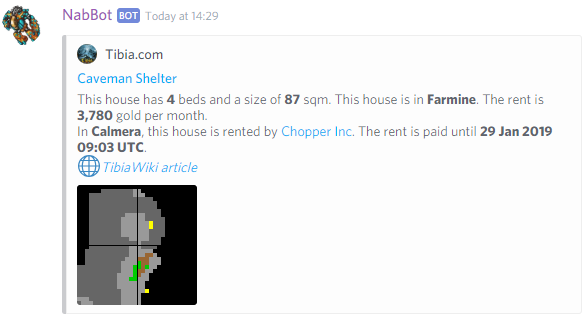 NabBot BOT Today at 14:29
Tibia.com
Caveman Shelter
This house has 4 beds and a size of 87 sqm. This house is in Farmine. The rent is
3,780 gold per month.
In Calmera, this house is rented by Chopper Inc. The rent is paid until 29 Jan 2019
09:03 UTC.
TibiaWiki article